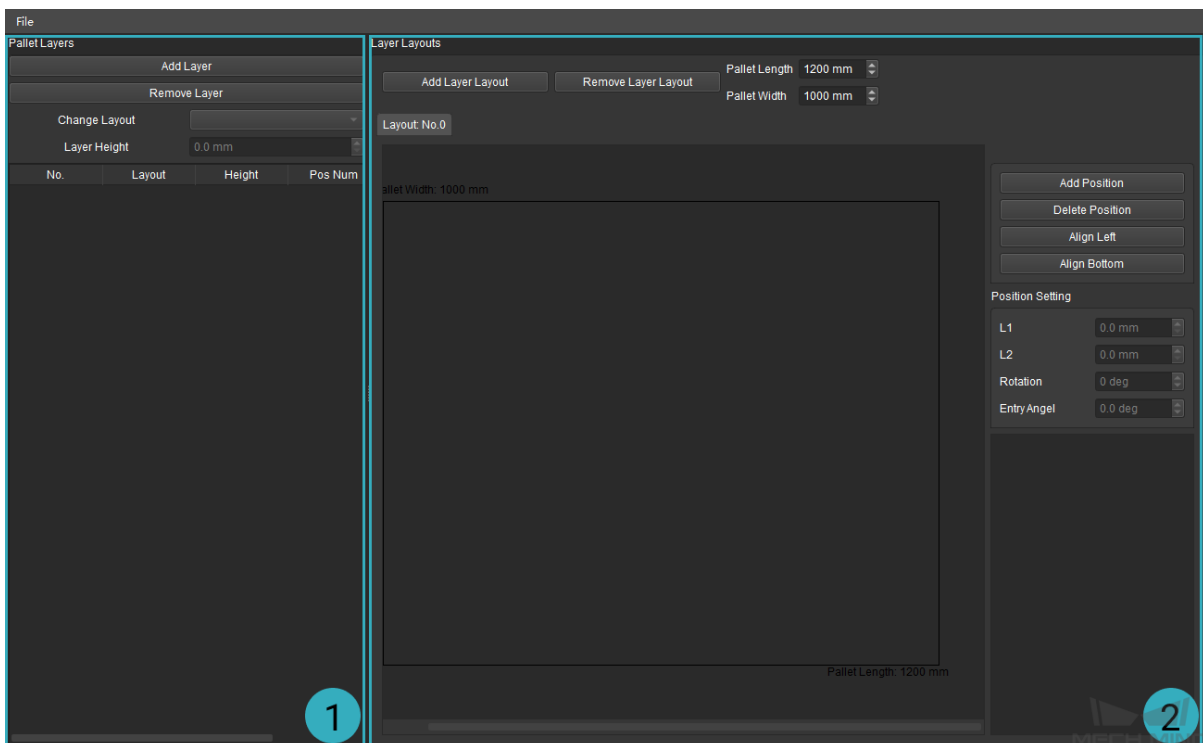 File
Pallet Layers
Add Layer
Remove Layer
Change Layout
Layer Height 0.0 mm
No. Layout Height Pos Num
1
Layer Layouts
Add Layer Layout Remove Layer Layout
Pallet Length 1200 mm
Pallet Width 1000 mm
Layout: No.0
allet Width: 1000 mm
Pallet Length: 1200 mm
Add Position
Delete Position
Align Left
Align Bottom
Position Setting
L1 0.0 mm
L2 0.0 mm
Rotation 0 deg
Entry Angel 0.0 deg
2
MECH MIND